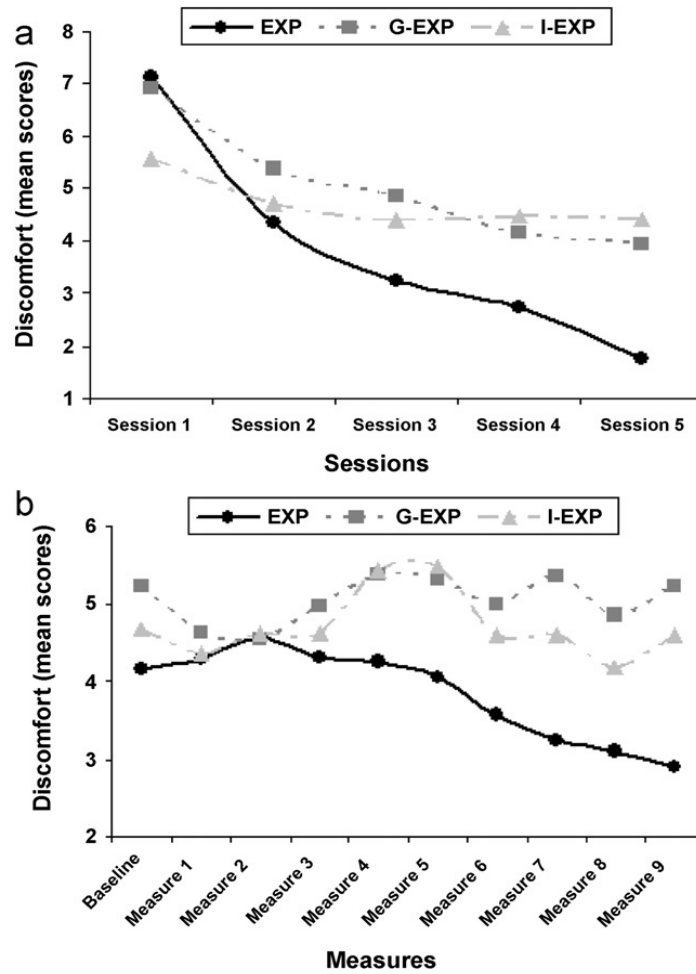 a
EXP G-EXP I-EXP
8
7
6
5
4
3
2
1
Discomfort (mean scores)
Session 1 Session 2 Session 3 Session 4 Session 5
Sessions
b
EXP G-EXP I-EXP
6
5
4
3
2
Discomfort (mean scores)
Baseline Measure 1 Measure 2 Measure 3 Measure 4 Measure 5 Measure 6 Measure 7 Measure 8 Measure 9
Measures